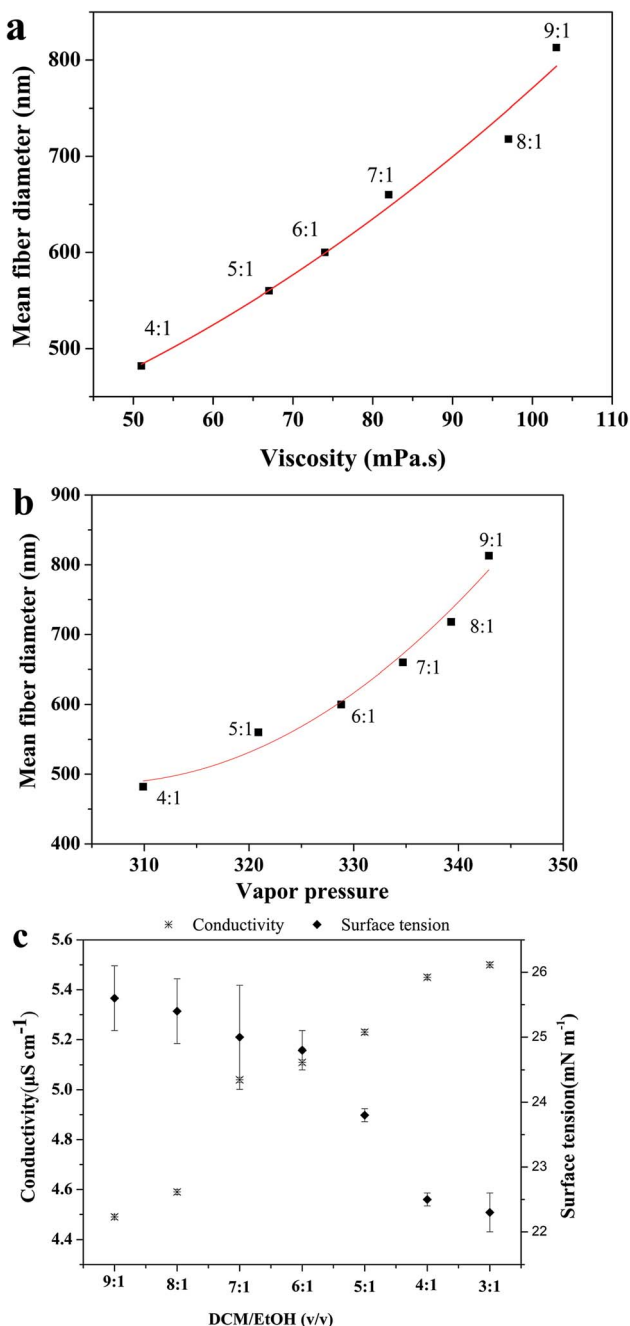 a
Mean fiber diameter (nm)
800
700
600
500
9:1
8:1
7:1
6:1
5:1
4:1
50 60 70 80 90 100 110
Viscosity (mPa.s)
b
Mean fiber diameter (nm)
900
800
700
600
500
400
9:1
8:1
7:1
6:1
5:1
4:1
310 320 330 340 350
Vapor pressure
Conductivity Surface tension
c
Conductivity(µS cm⁻¹)
5.6
5.4
5.2
5.0
4.8
4.6
4.4
26
25
24
23
22
Surface tension(mN m⁻¹)
9:1 8:1 7:1 6:1 5:1 4:1 3:1
DCM/EtOH (v/v)